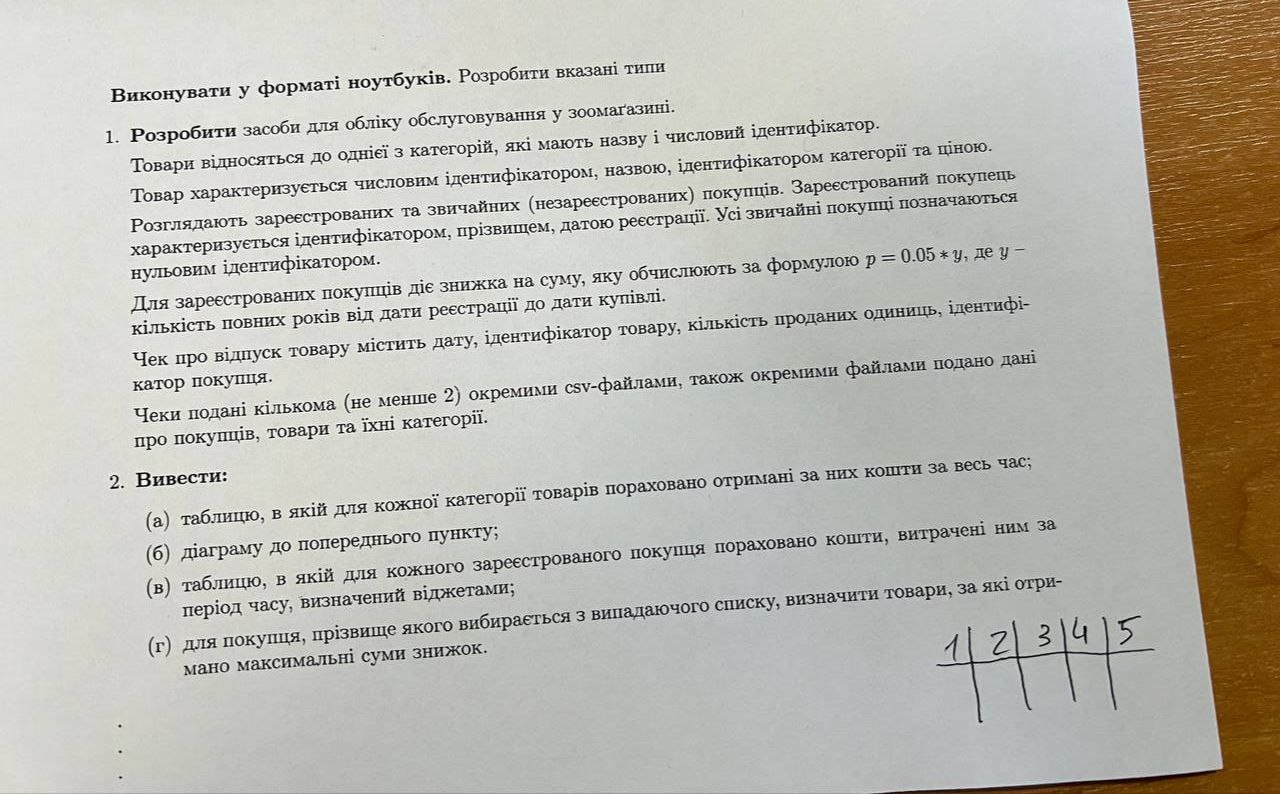 Виконувати у форматі ноутбуків. Розробити вказані типи
1. Розробити засоби для обліку обслуговування у зоомаґазині.
Товари відносяться до однієї з категорій, які мають назву і числовий ідентифікатор.
Товар характеризується числовим ідентифікатором, назвою, ідентифікатором категорії та ціною.
Розглядають зареєстрованих та звичайних (незареєстрованих) покупців. Зареєстрований покупець
характеризується ідентифікатором, прізвищем, датою реєстрації. Усі звичайні покупці позначаються
нульовим ідентифікатором.
Для зареєстрованих покупців діє знижка на суму, яку обчислюють за формулою p = 0.05 * y, де y –
кількість повних років від дати реєстрації до дати купівлі.
Чек про відпуск товару містить дату, ідентифікатор товару, кількість проданих одиниць, ідентифі-
катор покупця.
Чеки подані кількома (не менше 2) окремими csv-файлами, також окремими файлами подано дані
про покупців, товари та їхні категорії.
2. Вивести:
(а) таблицю, в якій для кожної категорії товарів пораховано отримані за них кошти за весь час;
(б) діаграму до попереднього пункту;
(в) таблицю, в якій для кожного зареєстрованого покупця пораховано кошти, витрачені ним за
період часу, визначений віджетами;
(г) для покупця, прізвище якого вибирається з випадаючого списку, визначити товари, за які отри-
мано максимальні суми знижок.
1 2 3 4 5